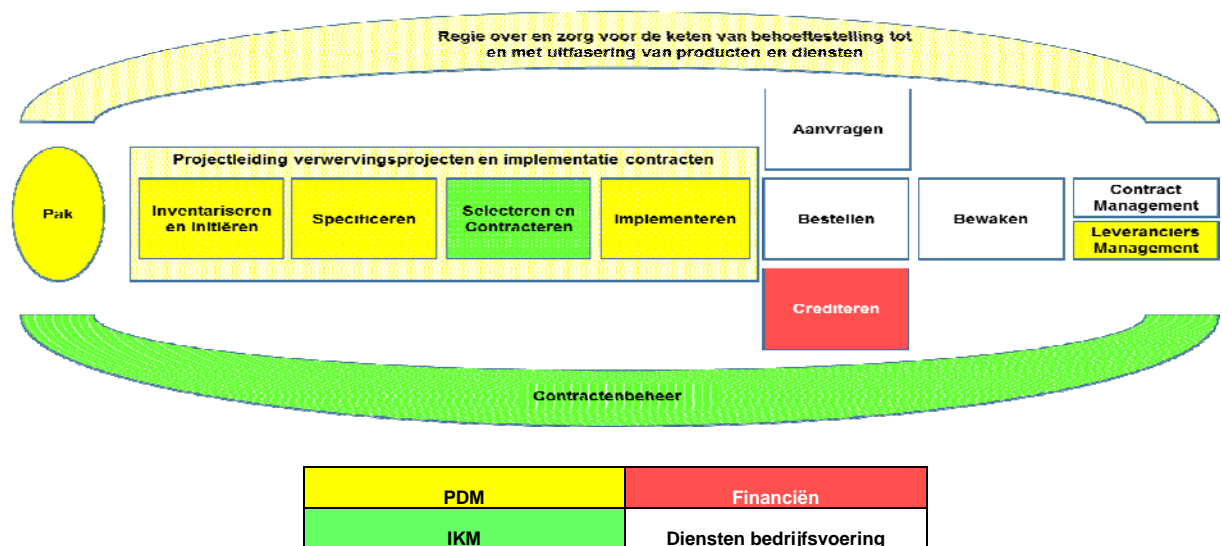 Regie over en zorg voor de keten van behoeftestelling tot
en met uitfasering van producten en diensten
Aanvragen
Projectleiding verwervingsprojecten en implementatie contracten
Pak
Inventariseren
en Initiëren
Specificeren
Selecteren en
Contracteren
Implementeren
Bestellen
Bewaken
Contract
Management
Leveranciers
Management
Crediteren
Contractenbeheer
PDM
Financiën
IKM
Diensten bedrijfsvoering